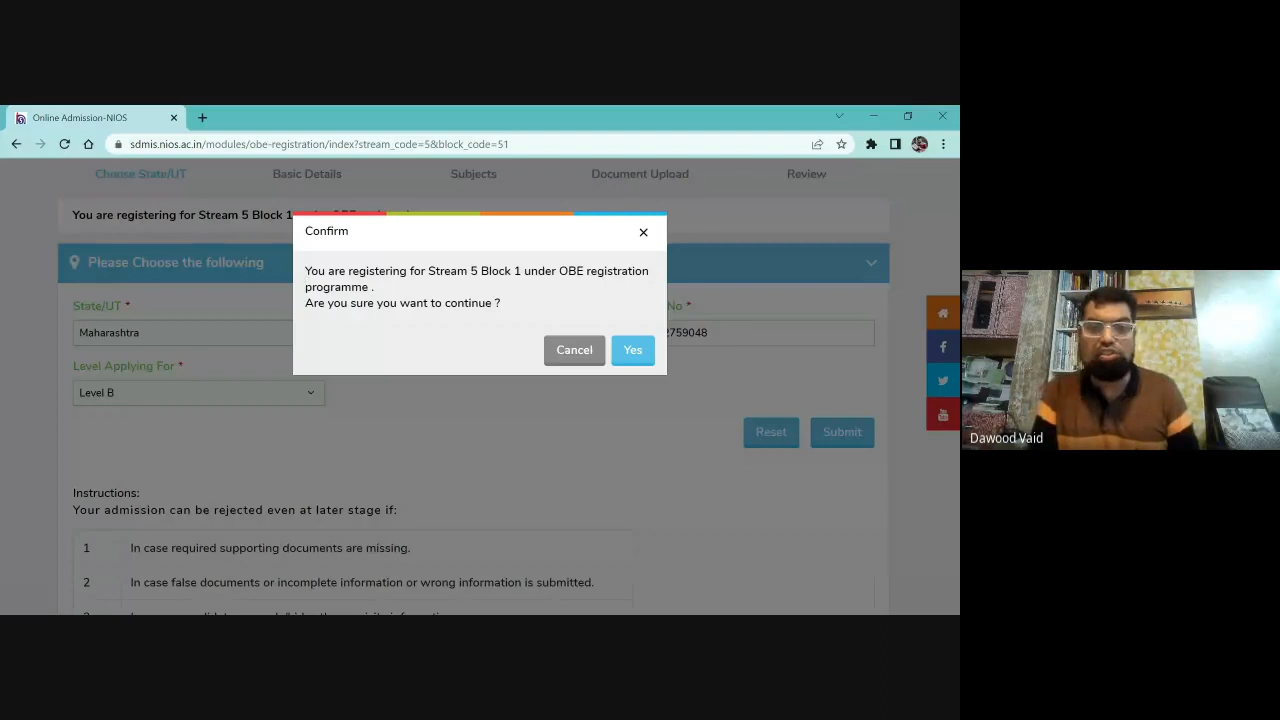 Online Admission-NIOS
sdmis.nios.ac.in/modules/obe-registration/index?stream_code=5&block_code=51
Choose State/UT Basic Details Subjects Document Upload Review
You are registering for Stream 5 Block 1
Confirm
Please Choose the following
You are registering for Stream 5 Block 1 under OBE registration
programme .
Are you sure you want to continue ?
State/UT * No *
Maharashtra 2759048
Cancel Yes
Level Applying For *
Level B
Reset Submit
Dawood Vaid
Instructions:
Your admission can be rejected even at later stage if:
1 In case required supporting documents are missing.
2 In case false documents or incomplete information or wrong information is submitted.